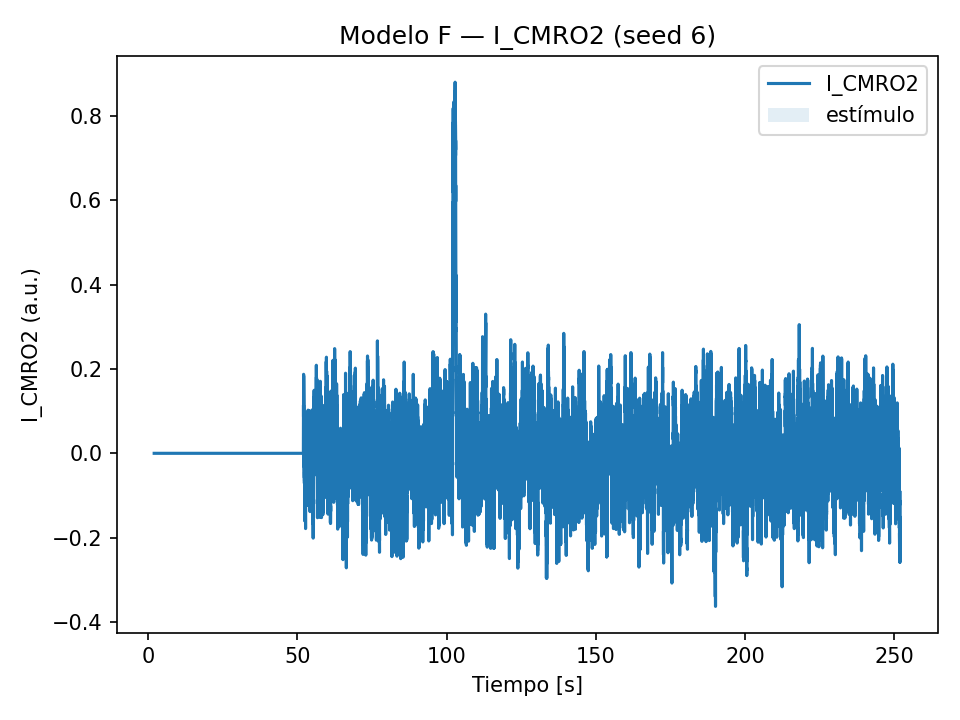 Modelo F — I_CMRO2 (seed 6)
I_CMRO2
estímulo
I_CMRO2 (a.u.)
0.8
0.6
0.4
0.2
0.0
−0.2
−0.4
0 50 100 150 200 250
Tiempo [s]